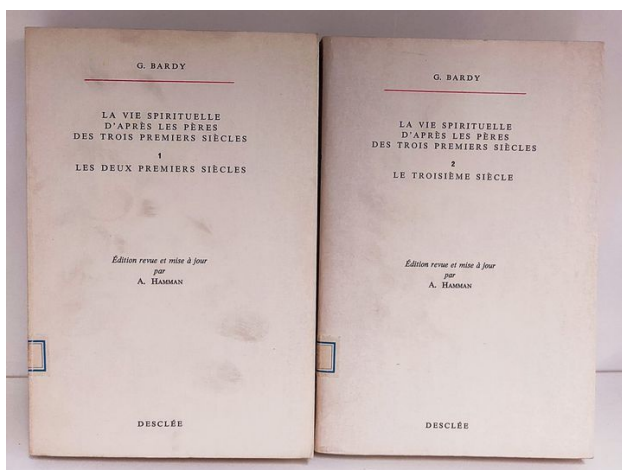 G. BARDY
LA VIE SPIRITUELLE
D'APRÈS LES PÈRES
DES TROIS PREMIERS SIÈCLES
1
LES DEUX PREMIERS SIÈCLES
Édition revue et mise à jour
par
A. HAMMAN
DESCLÉE
G. BARDY
LA VIE SPIRITUELLE
D'APRÈS LES PÈRES
DES TROIS PREMIERS SIÈCLES
2
LE TROISIÈME SIÈCLE
Édition revue et mise à jour
par
A. HAMMAN
DESCLÉE